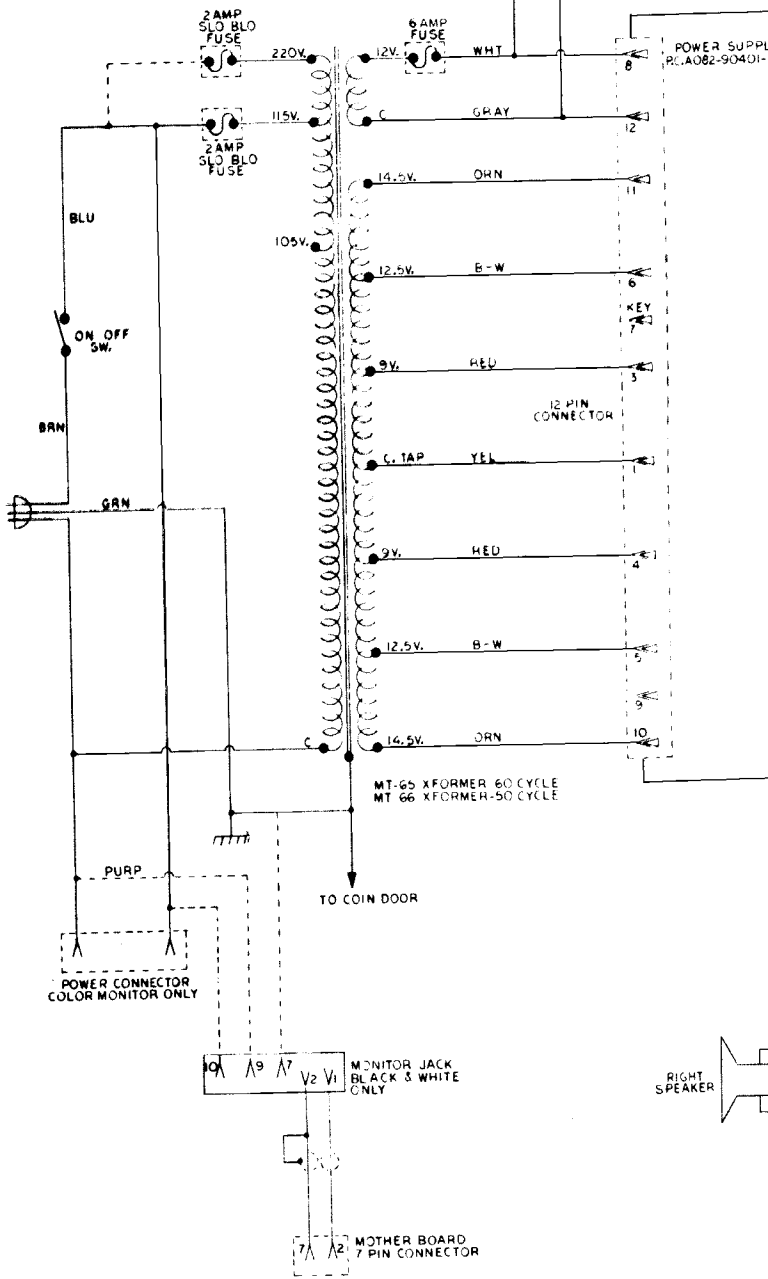 2 AMP
SLO BLO
FUSE
6 AMP
FUSE
220V.
12V.
WHT
8
POWER SUPPL
P.C.A082-90401-
115V.
C
GRAY
12
2 AMP
SLO BLO
FUSE
14.5V.
ORN
11
BLU
105V.
12.5V.
B-W
6
KEY
7
ON OFF
SW.
9V.
RED
3
12 PIN
CONNECTOR
BRN
C. TAP
YEL
1
GRN
9V.
RED
4
12.5V.
B-W
5
9
C
14.5V.
ORN
10
MT-65 XFORMER 60 CYCLE
MT 66 XFORMER-50 CYCLE
PURP
TO COIN DOOR
POWER CONNECTOR
COLOR MONITOR ONLY
10
9
7
2
1
MONITOR JACK
BLACK & WHITE
ONLY
RIGHT
SPEAKER
7
2
MOTHER BOARD
7 PIN CONNECTOR